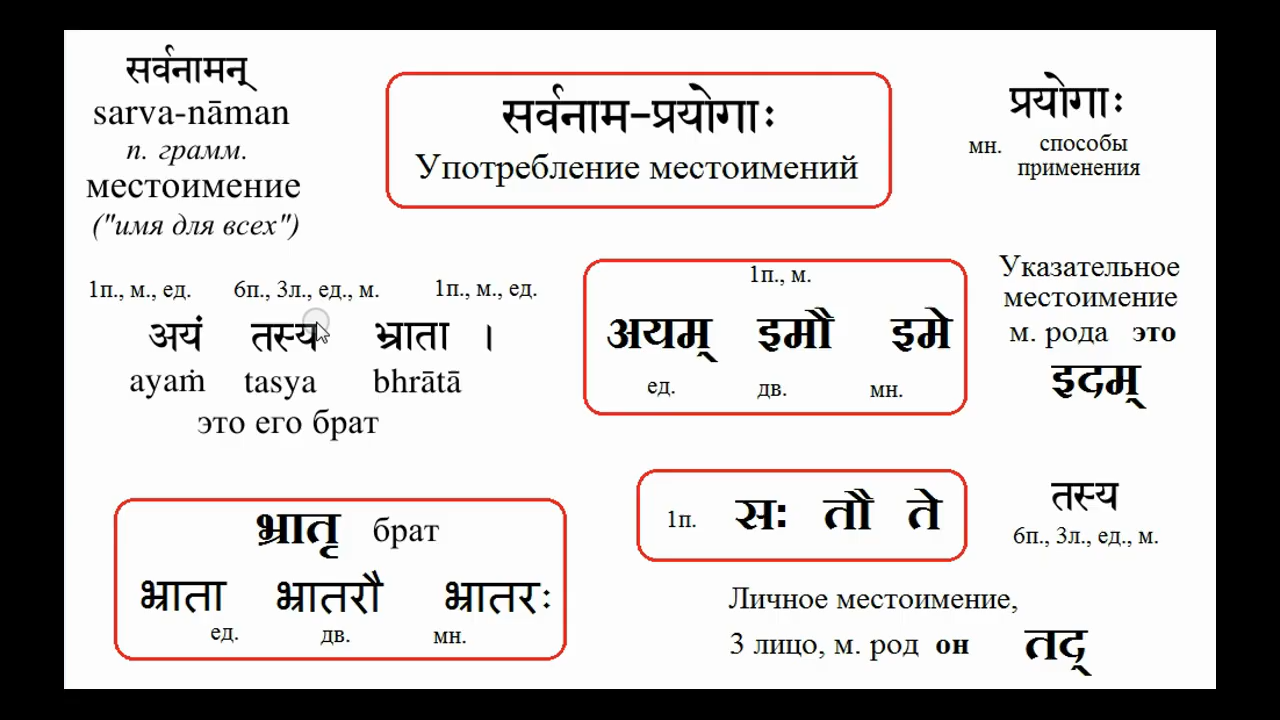 सर्वनामन्
sarva-nāman
п. грамм.
местоимение
("имя для всех")
सर्वनाम-प्रयोगाः
Употребление местоимений
प्रयोगाः
мн. способы
применения
1п., м., ед. 6п., 3л., ед., м. 1п., м., ед.
अयं तस्य भ्राता ।
ayaṁ tasya bhrātā
это его брат
1п., м.
अयम् इमौ इमे
ед. дв. мн.
Указательное
местоимение
м. рода это
इदम्
भ्रातृ брат
भ्राता भ्रातरौ भ्रातरः
ед. дв. мн.
1п. सः तौ ते
तस्य
6п., 3л., ед., м.
Личное местоимение,
3 лицо, м. род он तद्